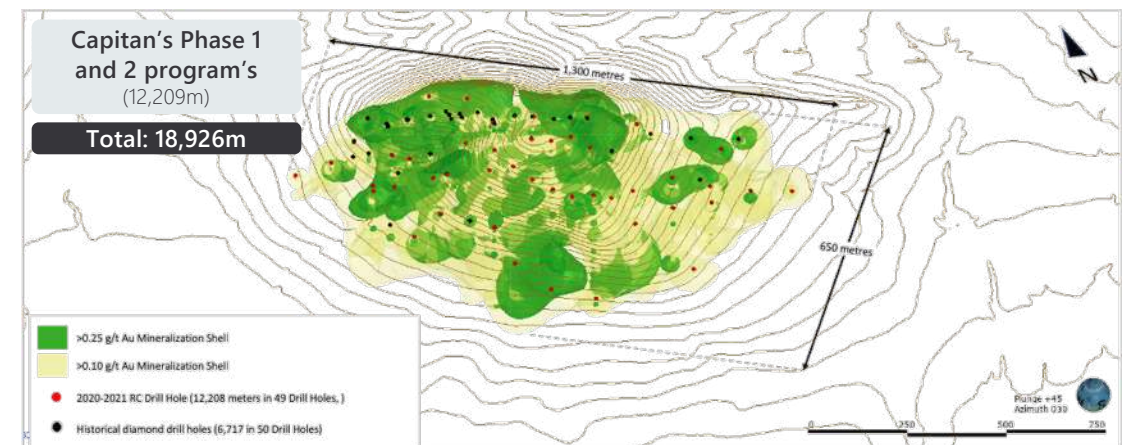 Capitan's Phase 1
and 2 program's
(12,209m)
Total: 18,926m
1,300 metres
N
650 metres
>0.25 g/t Au Mineralization Shell
>0.10 g/t Au Mineralization Shell
2020-2021 RC Drill Hole (12,208 meters in 49 Drill Holes, )
Historical diamond drill holes (6,717 in 50 Drill Holes)
Plunge +45
Azimuth 030
0 250 500 750